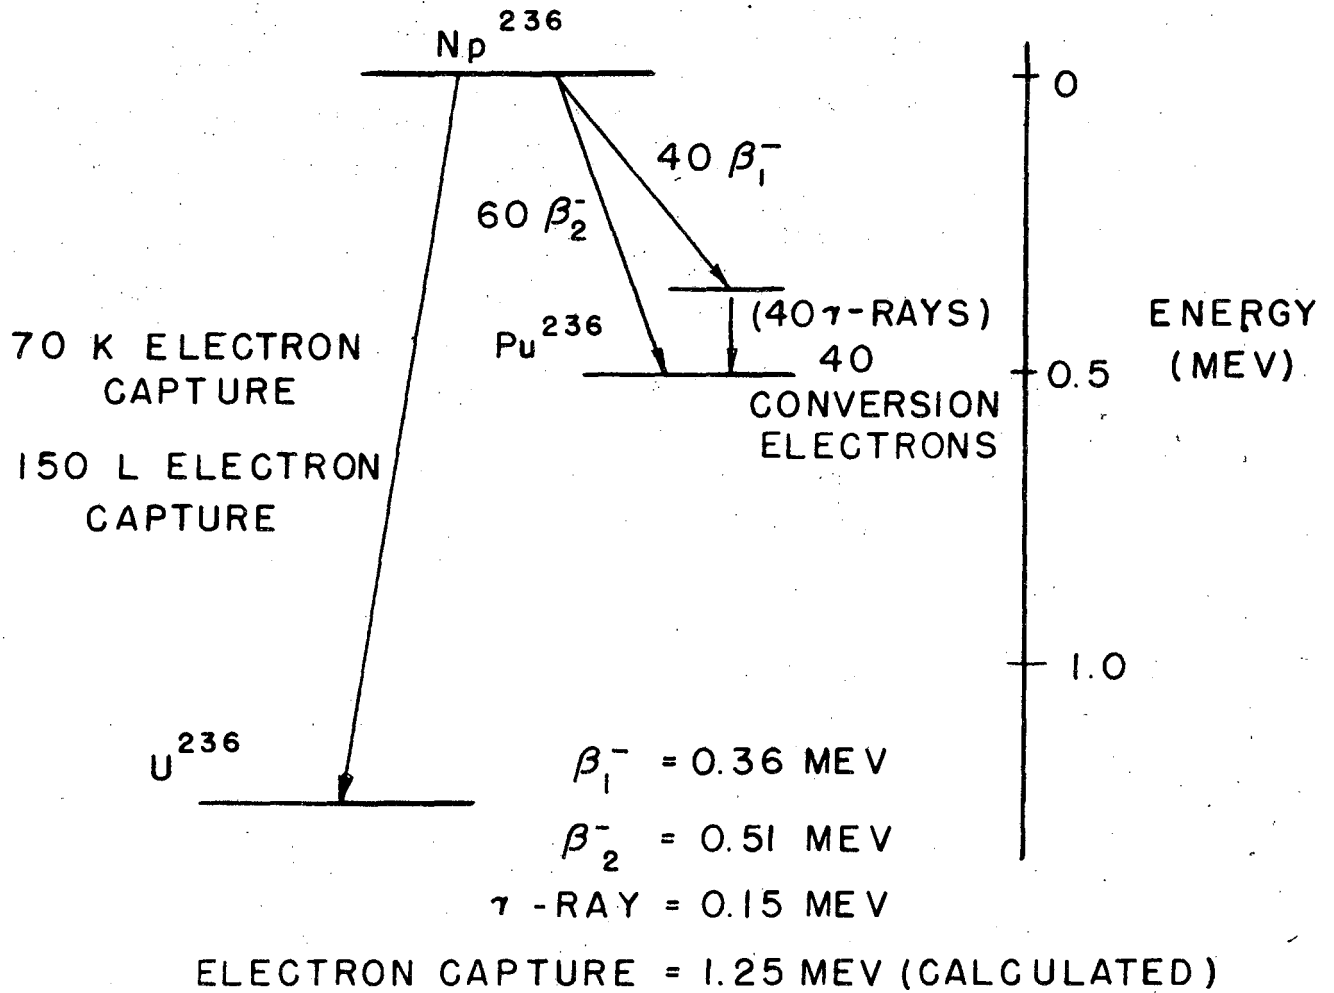 Np²³⁶
0
40 β₁⁻
60 β₂⁻
Pu²³⁶
(40 γ-RAYS)
40
CONVERSION
ELECTRONS
0.5
ENERGY
(MEV)
70 K ELECTRON
CAPTURE
150 L ELECTRON
CAPTURE
1.0
U²³⁶
β₁⁻ = 0.36 MEV
β₂⁻ = 0.51 MEV
γ-RAY = 0.15 MEV
ELECTRON CAPTURE = 1.25 MEV (CALCULATED)